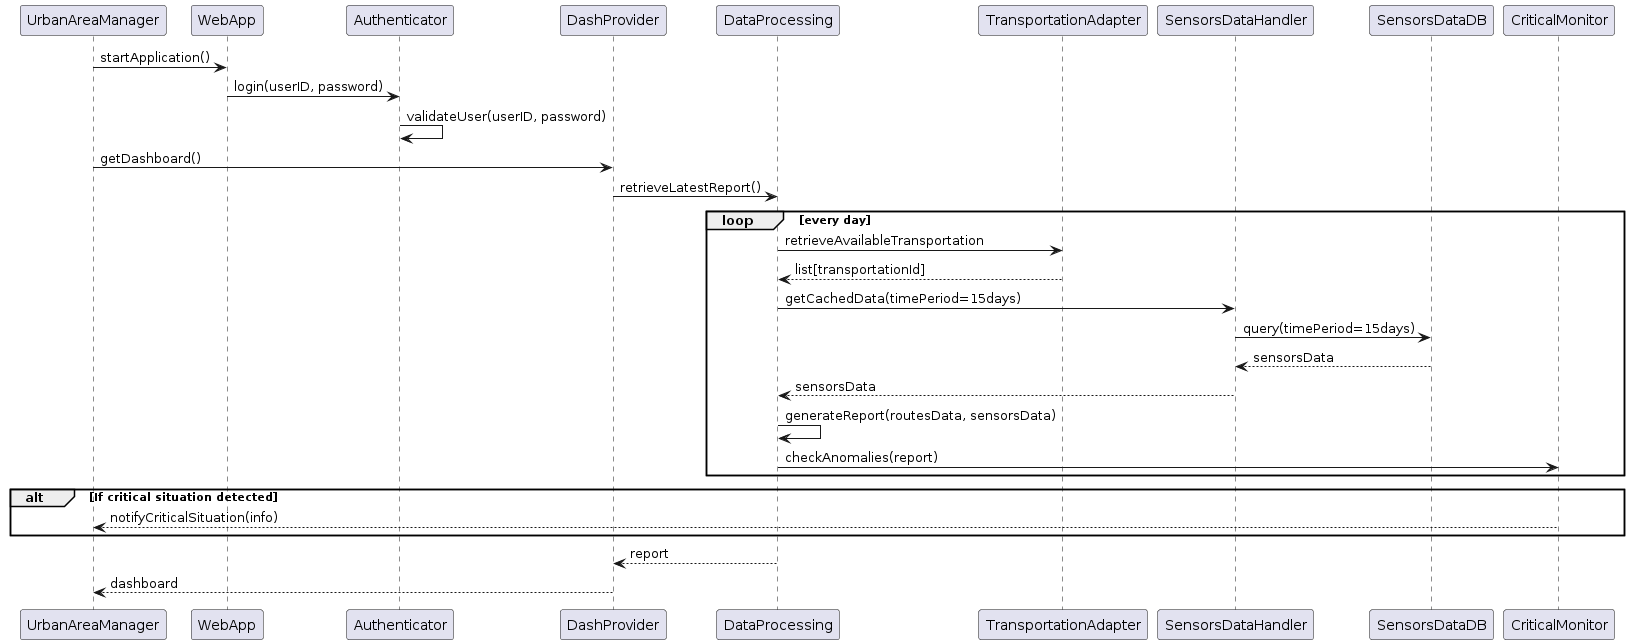 UrbanAreaManager WebApp Authenticator DashProvider DataProcessing TransportationAdapter SensorsDataHandler SensorsDataDB CriticalMonitor
startApplication()
login(userID, password)
validateUser(userID, password)
getDashboard()
retrieveLatestReport()
loop [every day]
retrieveAvailableTransportation
list[transportationId]
getCachedData(timePeriod=15days)
query(timePeriod=15days)
sensorsData
sensorsData
generateReport(routesData, sensorsData)
checkAnomalies(report)
alt [If critical situation detected]
notifyCriticalSituation(info)
report
dashboard
UrbanAreaManager WebApp Authenticator DashProvider DataProcessing TransportationAdapter SensorsDataHandler SensorsDataDB CriticalMonitor